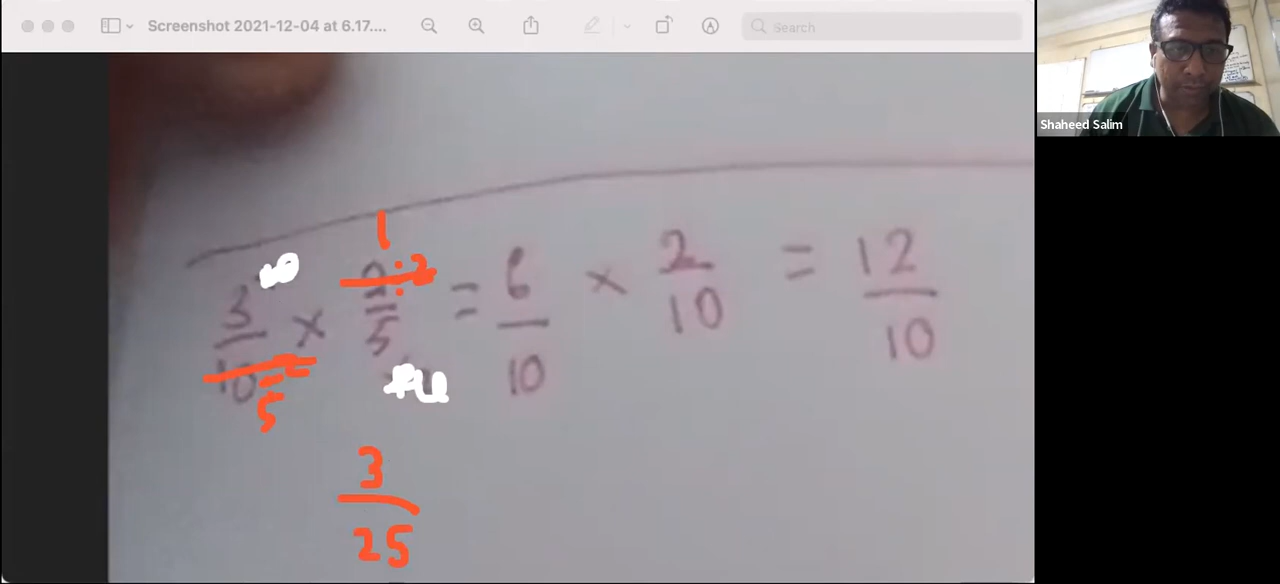 Screenshot 2021-12-04 at 6.17....
Search
Shaheed Salim
1
3/10 × 2/5 = 6/10 × 2/10 = 12/10
÷2
5
3/25